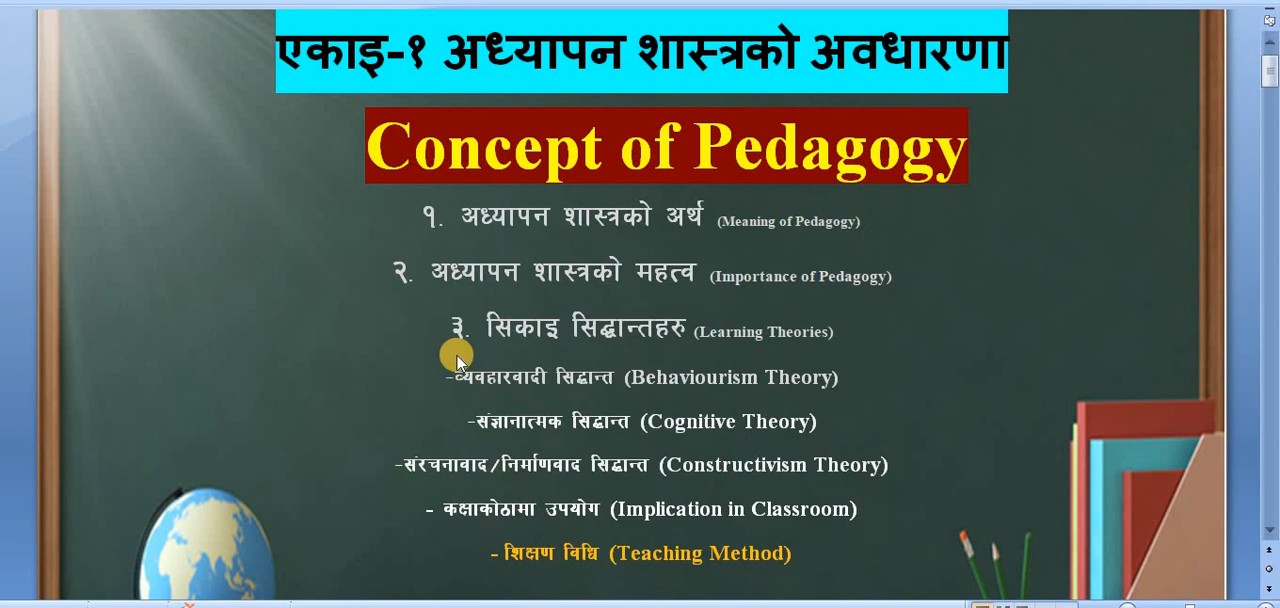 एकाइ-१ अध्यापन शास्त्रको अवधारणा
Concept of Pedagogy
१. अध्यापन शास्त्रको अर्थ (Meaning of Pedagogy)
२. अध्यापन शास्त्रको महत्व (Importance of Pedagogy)
३. सिकाइ सिद्धान्तहरु (Learning Theories)
-व्यवहारवादी सिद्धान्त (Behaviourism Theory)
-संज्ञानात्मक सिद्धान्त (Cognitive Theory)
-संरचनावाद/निर्माणवाद सिद्धान्त (Constructivism Theory)
- कक्षाकोठामा उपयोग (Implication in Classroom)
- शिक्षण विधि (Teaching Method)